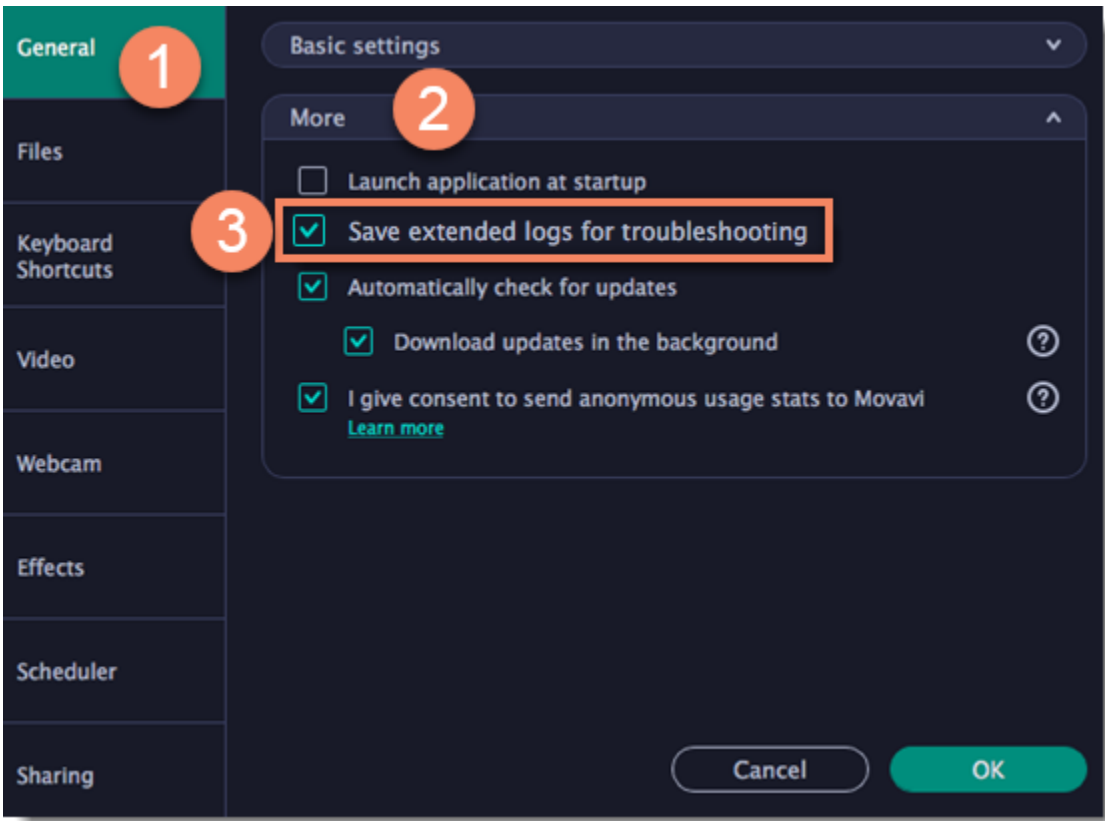 General
1
Files
Keyboard
Shortcuts
Video
Webcam
Effects
Scheduler
Sharing
Basic settings
More
2
Launch application at startup
3
Save extended logs for troubleshooting
Automatically check for updates
Download updates in the background
?
I give consent to send anonymous usage stats to Movavi
?
Learn more
Cancel
OK